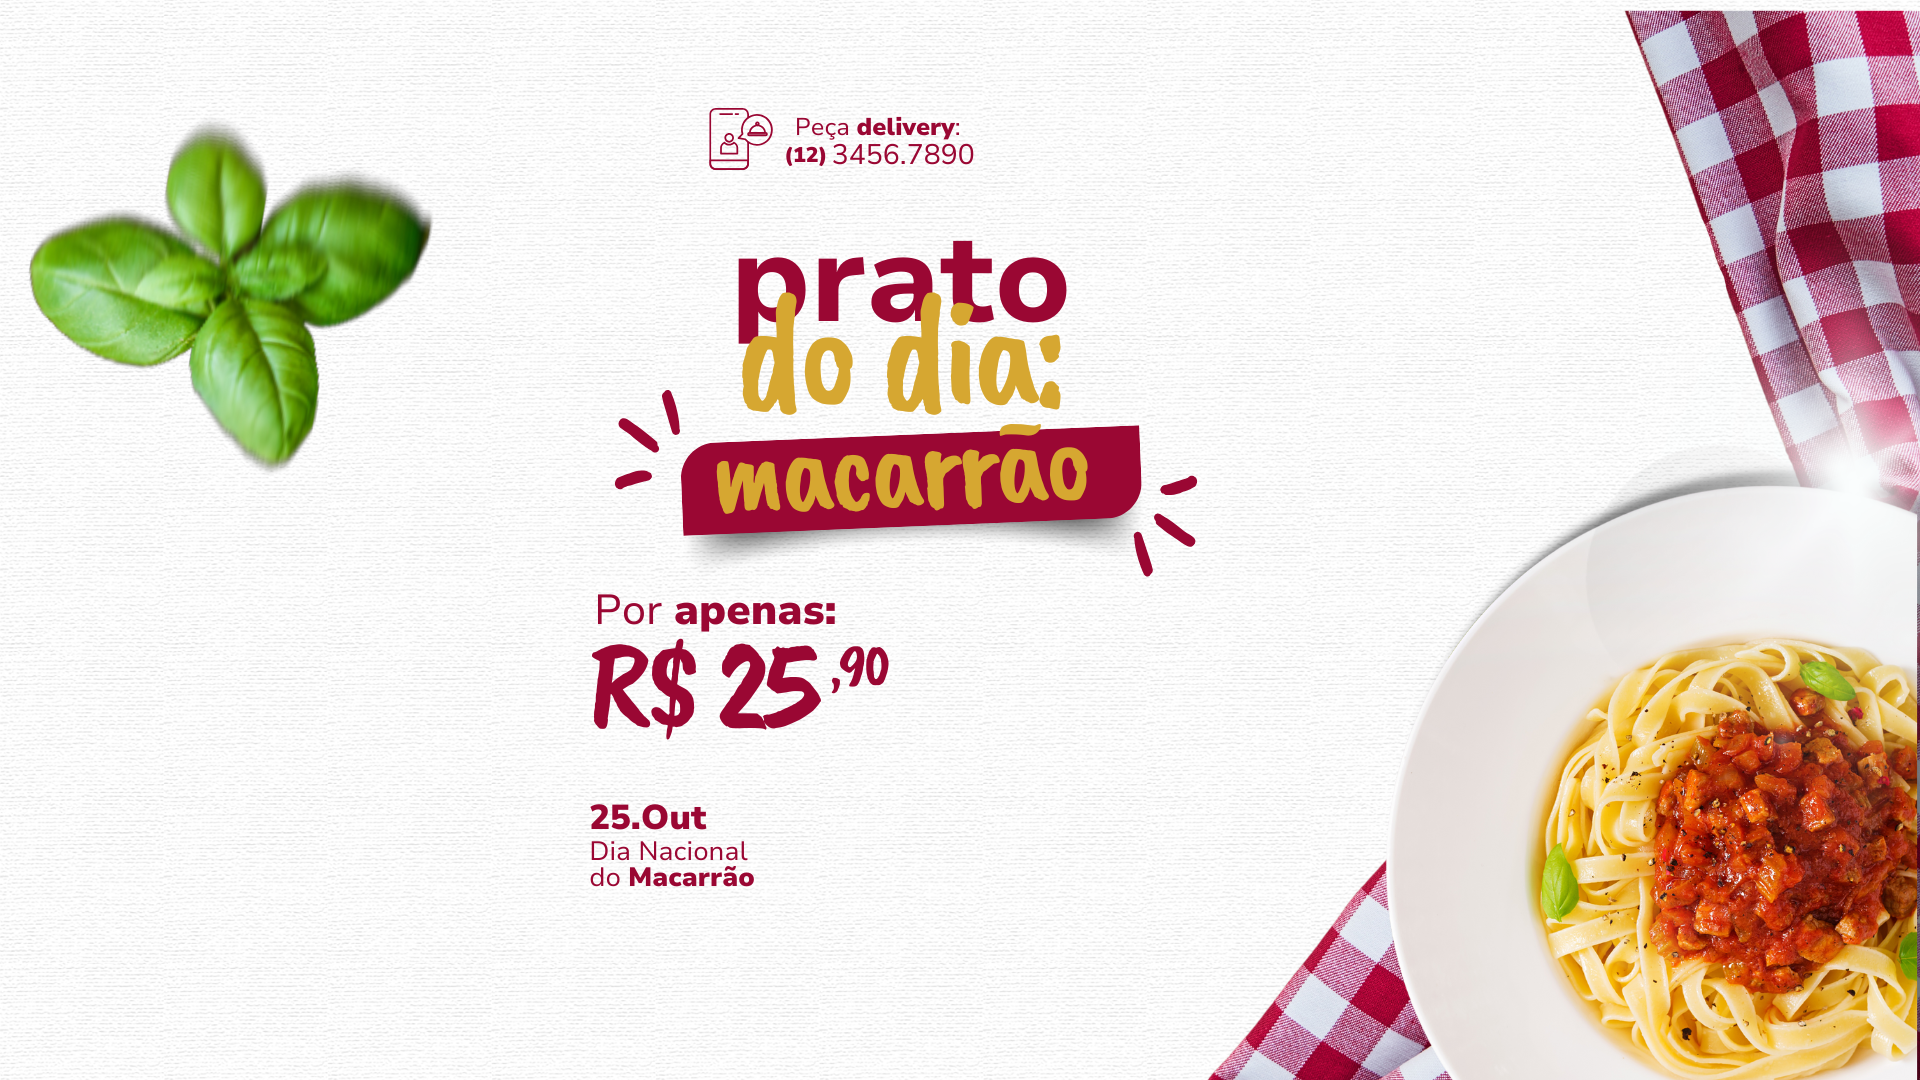 Peça delivery:
(12) 3456.7890
prato
do dia:
macarrão
Por apenas:
R$ 25,90
25.Out
Dia Nacional
do Macarrão